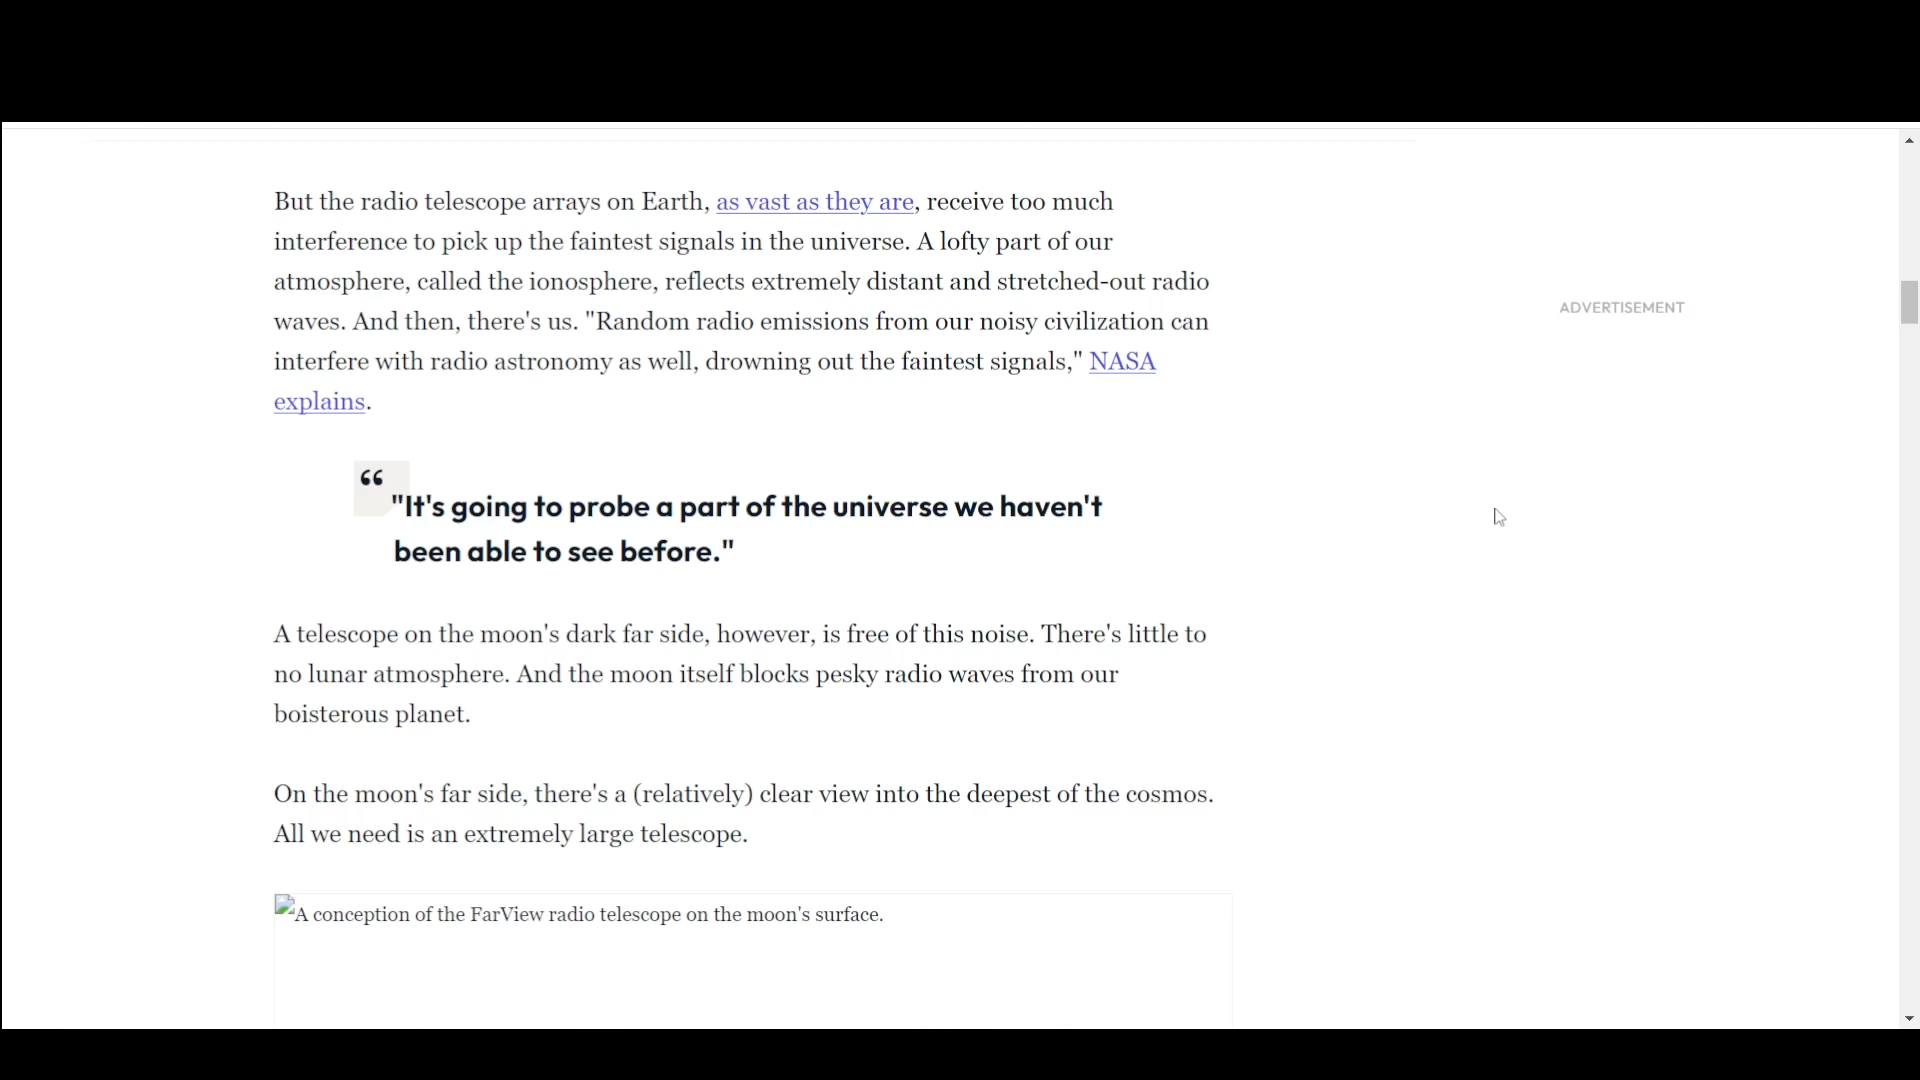 But the radio telescope arrays on Earth, as vast as they are, receive too much
interference to pick up the faintest signals in the universe. A lofty part of our
atmosphere, called the ionosphere, reflects extremely distant and stretched-out radio
waves. And then, there's us. "Random radio emissions from our noisy civilization can
interfere with radio astronomy as well, drowning out the faintest signals," NASA
explains.
ADVERTISEMENT
“
"It's going to probe a part of the universe we haven't
been able to see before."
A telescope on the moon's dark far side, however, is free of this noise. There's little to
no lunar atmosphere. And the moon itself blocks pesky radio waves from our
boisterous planet.
On the moon's far side, there's a (relatively) clear view into the deepest of the cosmos.
All we need is an extremely large telescope.
A conception of the FarView radio telescope on the moon's surface.